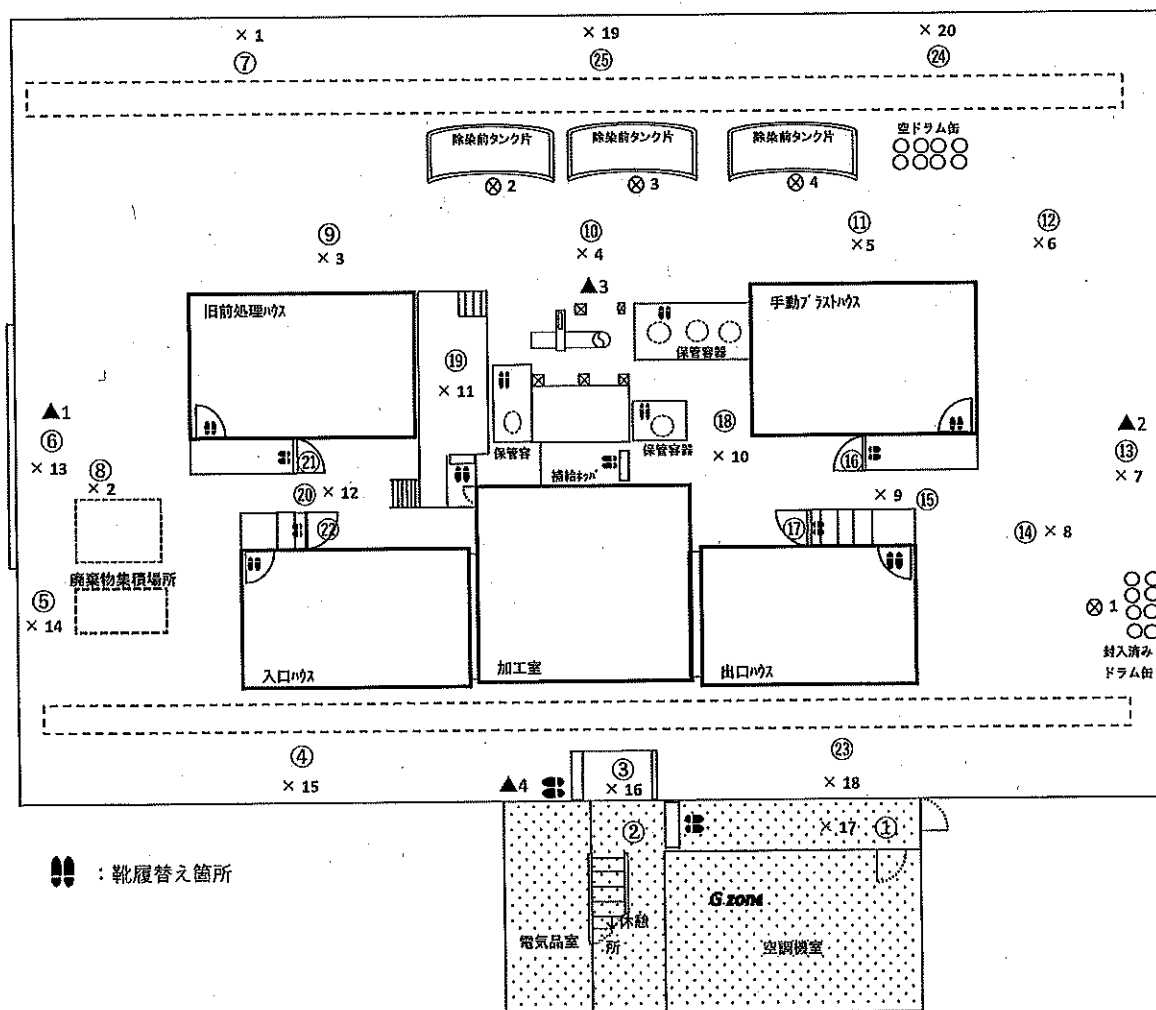 × 1
× 19
× 20
⑦
㉕
㉔
除染前タンク片
除染前タンク片
除染前タンク片
空ドラム缶
⊗ 2
⊗ 3
⊗ 4
⑨
⑩
⑪
⑫
× 3
× 4
×5
×6
▲3
旧前処理ハウス
手動ブラストハウス
保管容器
⑲
× 11
▲1
▲2
⑥
⑱
⑬
× 13
保管容
保管容器
× 10
× 7
⑧
㉑
⑯
× 2
補給ホッパ
⑳
× 12
× 9
⑮
㉒
⑰
⑭ × 8
廃棄物集積場所
⑤
× 14
⊗ 1
封入済み
ドラム缶
入口ハウス
加工室
出口ハウス
④
③
㉓
× 15
▲4
× 16
× 18
②
× 17
①
：靴履替え箇所
G zone
休憩
所
電気品室
空調機室